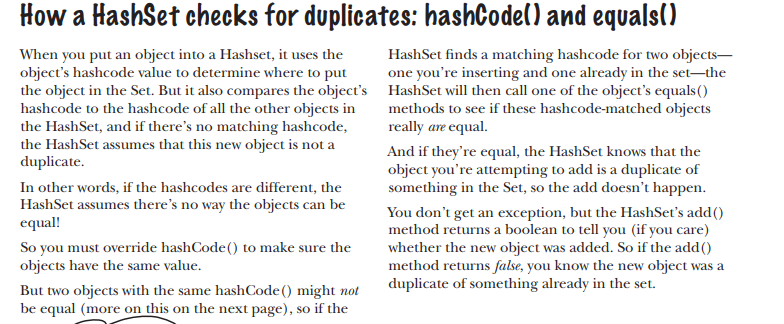 How a HashSet checks for duplicates: hashCode() and equals()
When you put an object into a Hashset, it uses the
object's hashcode value to determine where to put
the object in the Set. But it also compares the object's
hashcode to the hashcode of all the other objects in
the HashSet, and if there's no matching hashcode,
the HashSet assumes that this new object is not a
duplicate.
In other words, if the hashcodes are different, the
HashSet assumes there's no way the objects can be
equal!
So you must override hashCode() to make sure the
objects have the same value.
But two objects with the same hashCode() might not
be equal (more on this on the next page), so if the
HashSet finds a matching hashcode for two objects—
one you're inserting and one already in the set—the
HashSet will then call one of the object's equals()
methods to see if these hashcode-matched objects
really are equal.
And if they're equal, the HashSet knows that the
object you're attempting to add is a duplicate of
something in the Set, so the add doesn't happen.
You don't get an exception, but the HashSet's add()
method returns a boolean to tell you (if you care)
whether the new object was added. So if the add()
method returns false, you know the new object was a
duplicate of something already in the set.